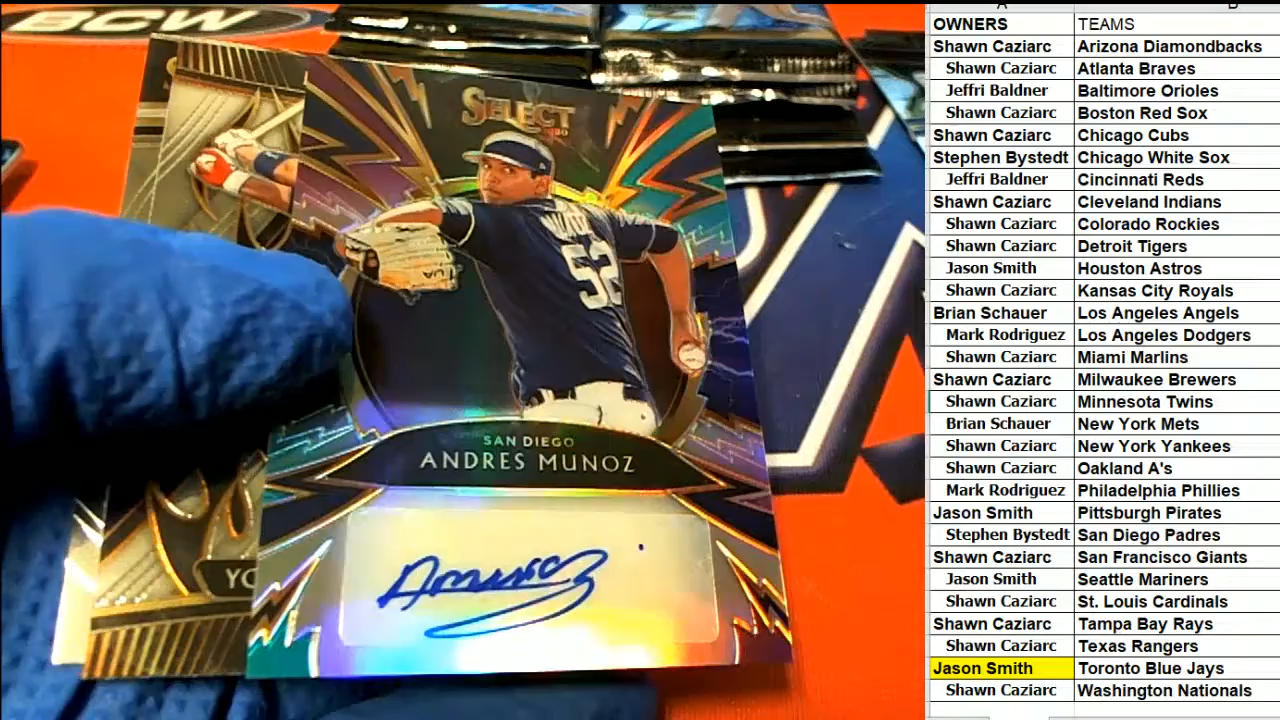 BCW
SELECT
52
SAN DIEGO
ANDRES MUNOZ
Amunoz
YO
OWNERS TEAMS
Shawn Caziarc Arizona Diamondbacks
Shawn Caziarc Atlanta Braves
Jeffri Baldner Baltimore Orioles
Shawn Caziarc Boston Red Sox
Shawn Caziarc Chicago Cubs
Stephen Bystedt Chicago White Sox
Jeffri Baldner Cincinnati Reds
Shawn Caziarc Cleveland Indians
Shawn Caziarc Colorado Rockies
Shawn Caziarc Detroit Tigers
Jason Smith Houston Astros
Shawn Caziarc Kansas City Royals
Brian Schauer Los Angeles Angels
Mark Rodriguez Los Angeles Dodgers
Shawn Caziarc Miami Marlins
Shawn Caziarc Milwaukee Brewers
Shawn Caziarc Minnesota Twins
Brian Schauer New York Mets
Shawn Caziarc New York Yankees
Shawn Caziarc Oakland A's
Mark Rodriguez Philadelphia Phillies
Jason Smith Pittsburgh Pirates
Stephen Bystedt San Diego Padres
Shawn Caziarc San Francisco Giants
Jason Smith Seattle Mariners
Shawn Caziarc St. Louis Cardinals
Shawn Caziarc Tampa Bay Rays
Shawn Caziarc Texas Rangers
Jason Smith Toronto Blue Jays
Shawn Caziarc Washington Nationals